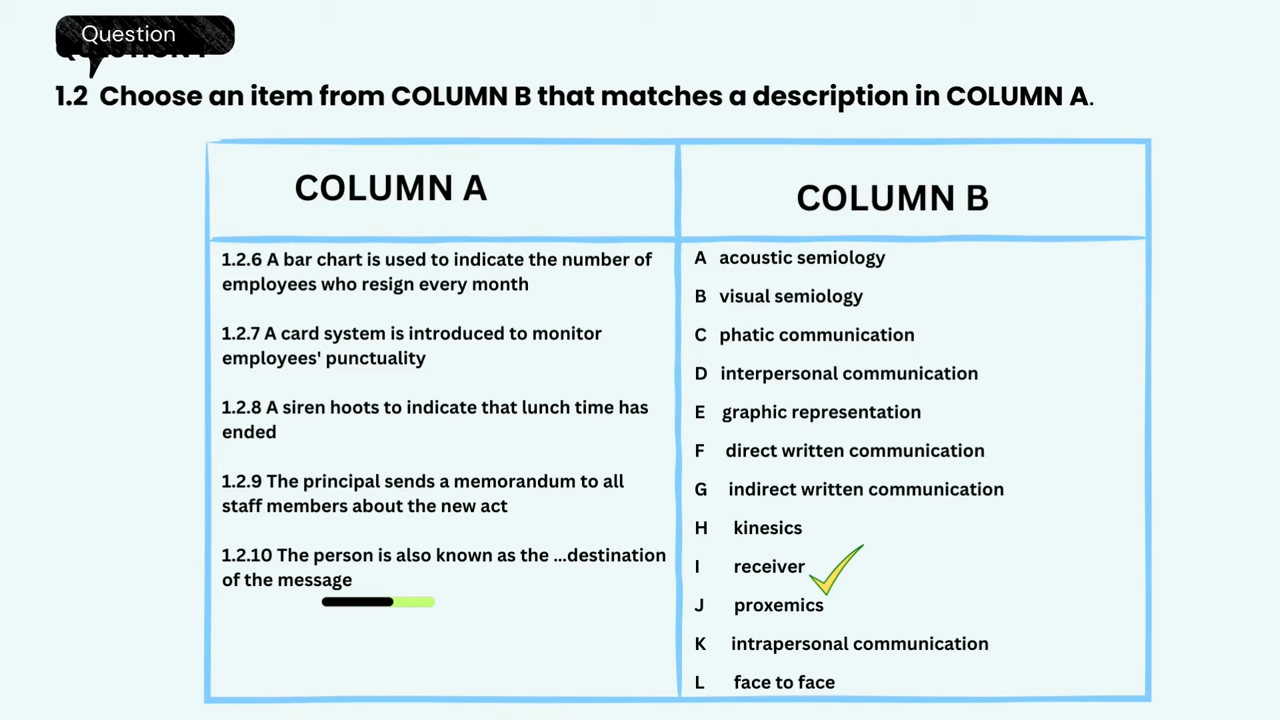 Question
1.2 Choose an item from COLUMN B that matches a description in COLUMN A.
COLUMN A
COLUMN B
1.2.6 A bar chart is used to indicate the number of
employees who resign every month
1.2.7 A card system is introduced to monitor
employees' punctuality
1.2.8 A siren hoots to indicate that lunch time has
ended
1.2.9 The principal sends a memorandum to all
staff members about the new act
1.2.10 The person is also known as the ...destination
of the message
A acoustic semiology
B visual semiology
C phatic communication
D interpersonal communication
E graphic representation
F direct written communication
G indirect written communication
H kinesics
I receiver
J proxemics
K intrapersonal communication
L face to face